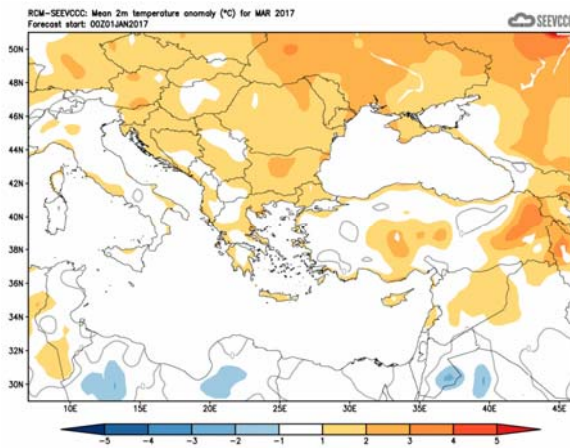 RCM-SEEVCCC: Mean 2m temperature anomaly (°C) for MAR 2017
Forecast start: 00Z01JAN2017
SEEVCCC
50N
48N
46N
44N
42N
40N
38N
36N
34N
32N
30N
10E 15E 20E 25E 30E 35E 40E 45E
-5 -4 -3 -2 -1 1 2 3 4 5